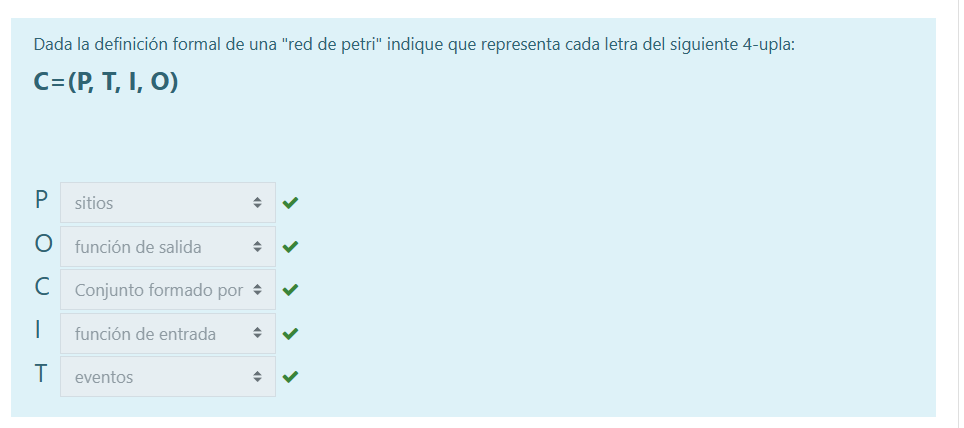 Dada la definición formal de una "red de petri" indique que representa cada letra del siguiente 4-upla:
C=(P, T, I, O)
P sitios
O función de salida
C Conjunto formado por
I función de entrada
T eventos